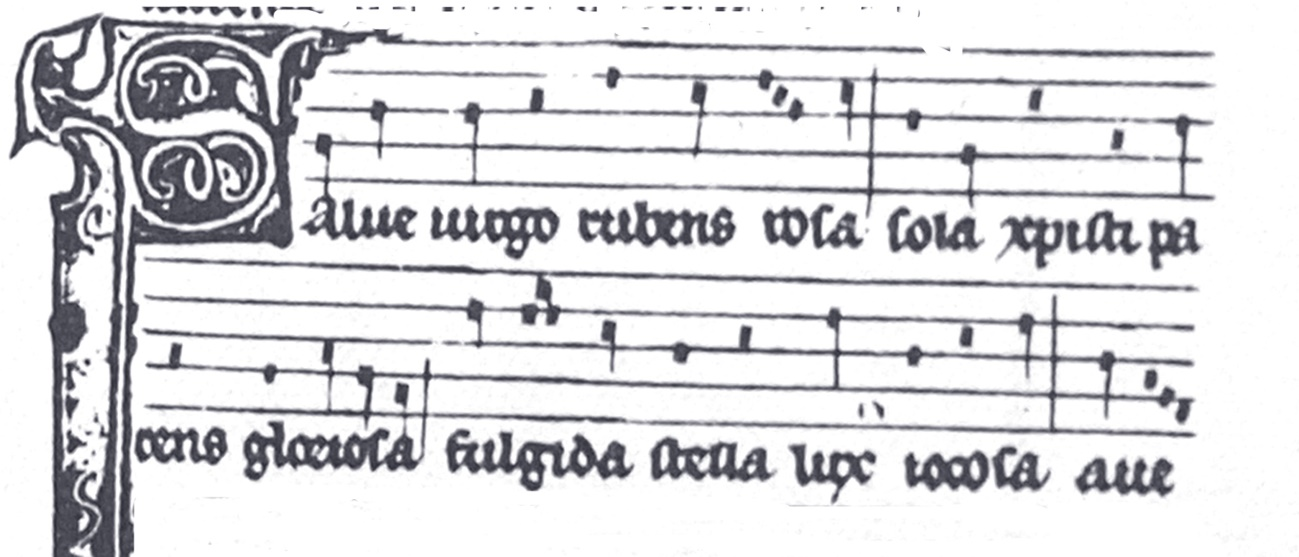 Salue uirgo rubens rosa sola xpisti pa
rens gloriosa fulgida stella lux iocosa aue